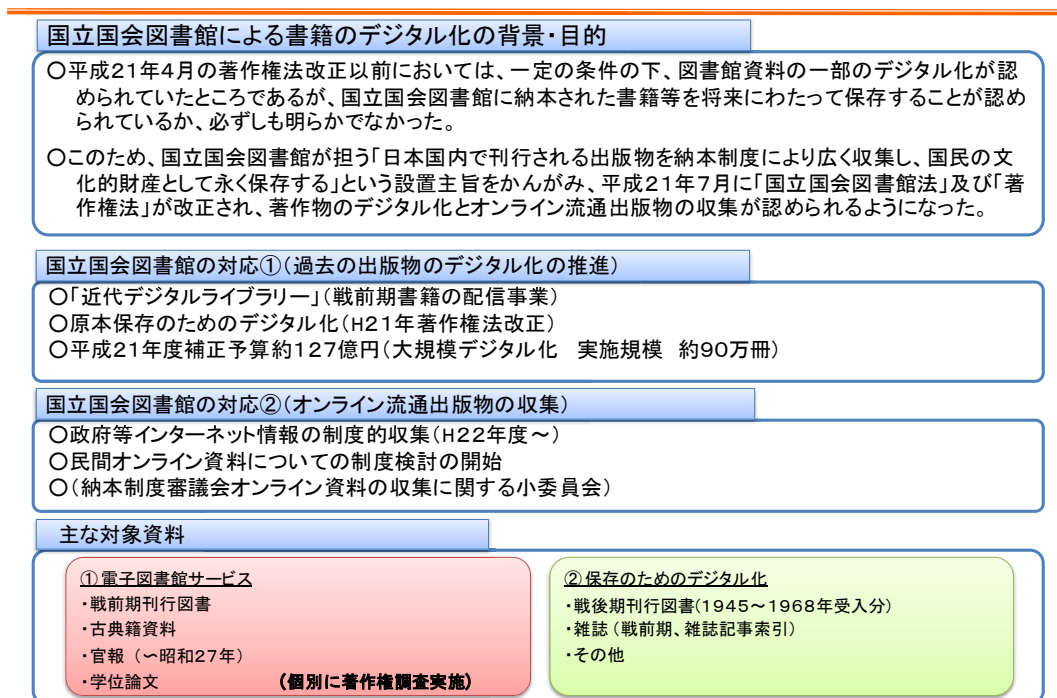 国立国会図書館による書籍のデジタル化の背景・目的
○平成21年4月の著作権法改正以前においては、一定の条件の下、図書館資料の一部のデジタル化が認
められていたところであるが、国立国会図書館に納本された書籍等を将来にわたって保存することが認め
られているか、必ずしも明らかでなかった。
○このため、国立国会図書館が担う「日本国内で刊行される出版物を納本制度により広く収集し、国民の文
化的財産として永く保存する」という設置主旨をかんがみ、平成21年7月に「国立国会図書館法」及び「著
作権法」が改正され、著作物のデジタル化とオンライン流通出版物の収集が認められるようになった。
国立国会図書館の対応①(過去の出版物のデジタル化の推進)
○「近代デジタルライブラリー」(戦前期書籍の配信事業)
○原本保存のためのデジタル化(H21年著作権法改正)
○平成21年度補正予算約127億円(大規模デジタル化 実施規模 約90万冊)
国立国会図書館の対応②(オンライン流通出版物の収集)
○政府等インターネット情報の制度的収集(H22年度~)
○民間オンライン資料についての制度検討の開始
○(納本制度審議会オンライン資料の収集に関する小委員会)
主な対象資料
①電子図書館サービス
・戦前期刊行図書
・古典籍資料
・官報 (~昭和27年)
・学位論文 (個別に著作権調査実施)
②保存のためのデジタル化
・戦後期刊行図書(1945~1968年受入分)
・雑誌(戦前期、雑誌記事索引)
・その他